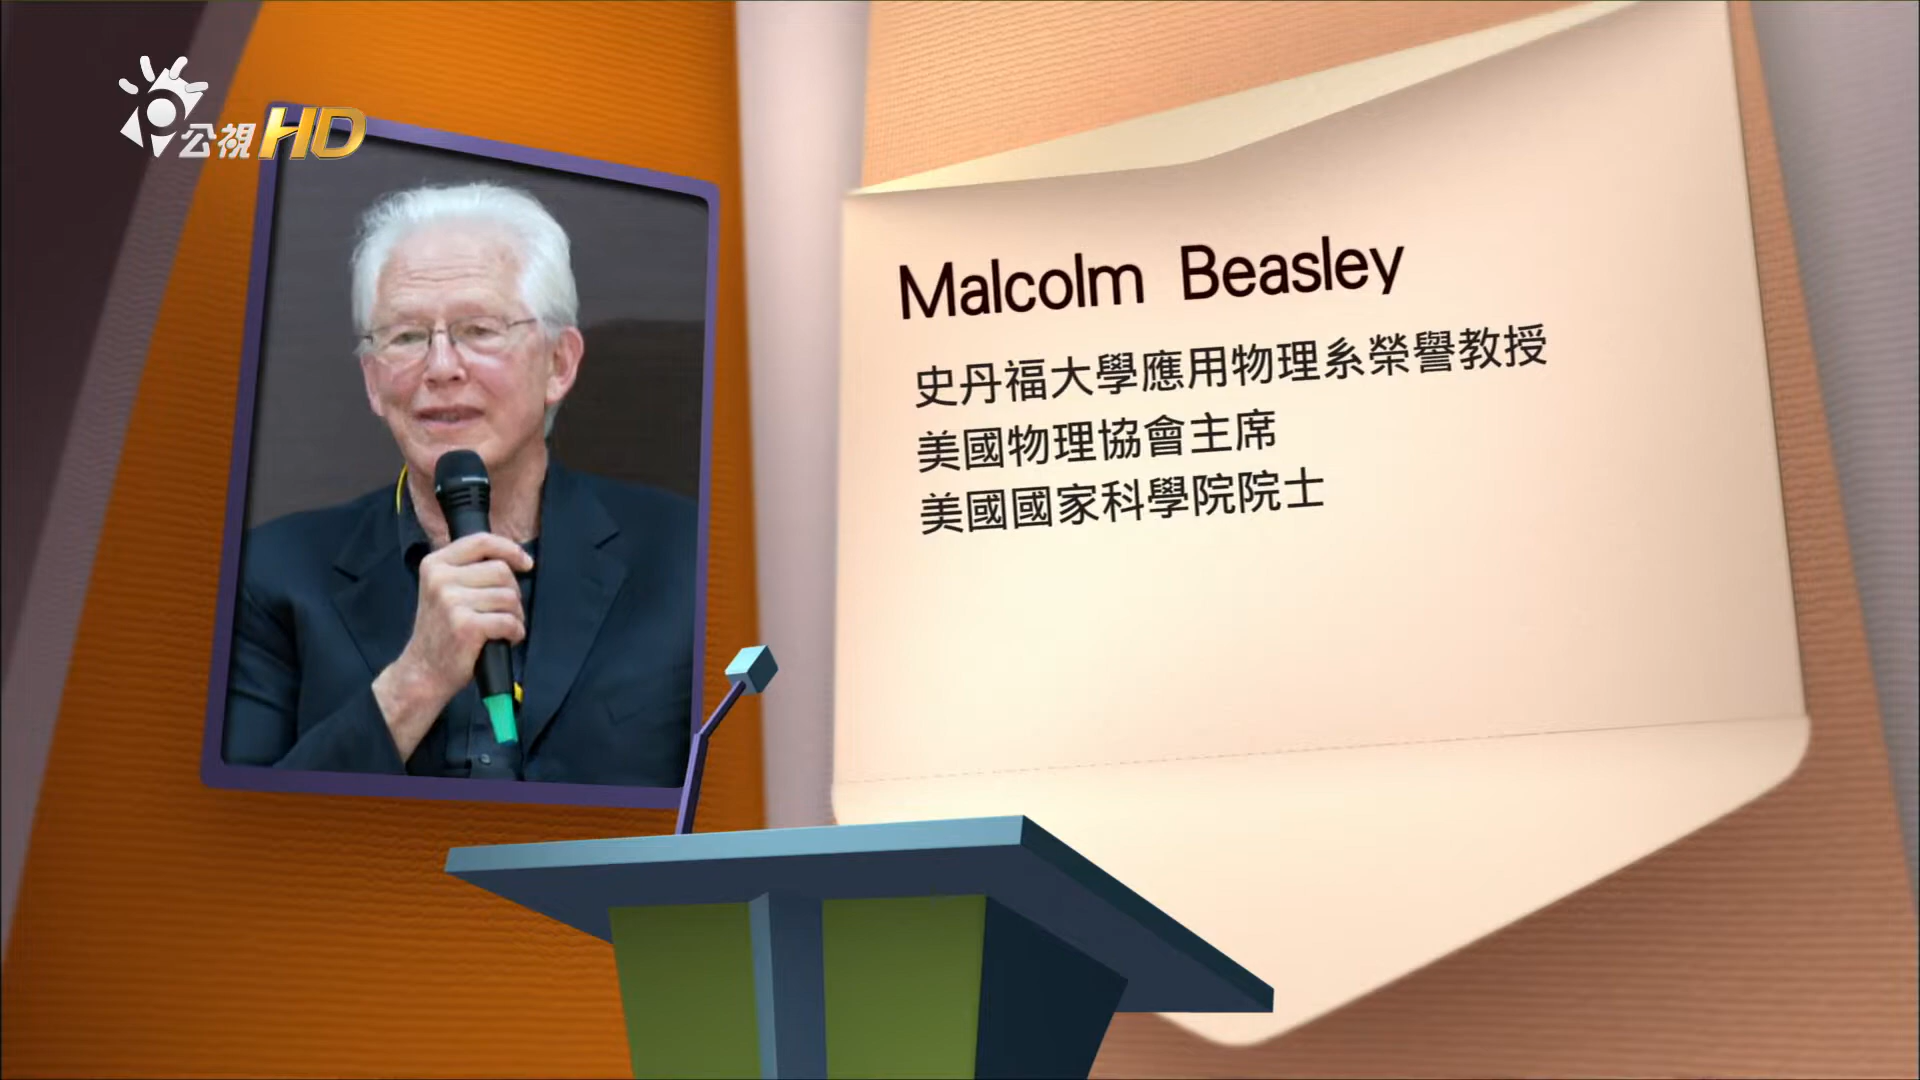 公視HD
Malcolm Beasley
史丹福大學應用物理系榮譽教授
美國物理協會主席
美國國家科學院院士